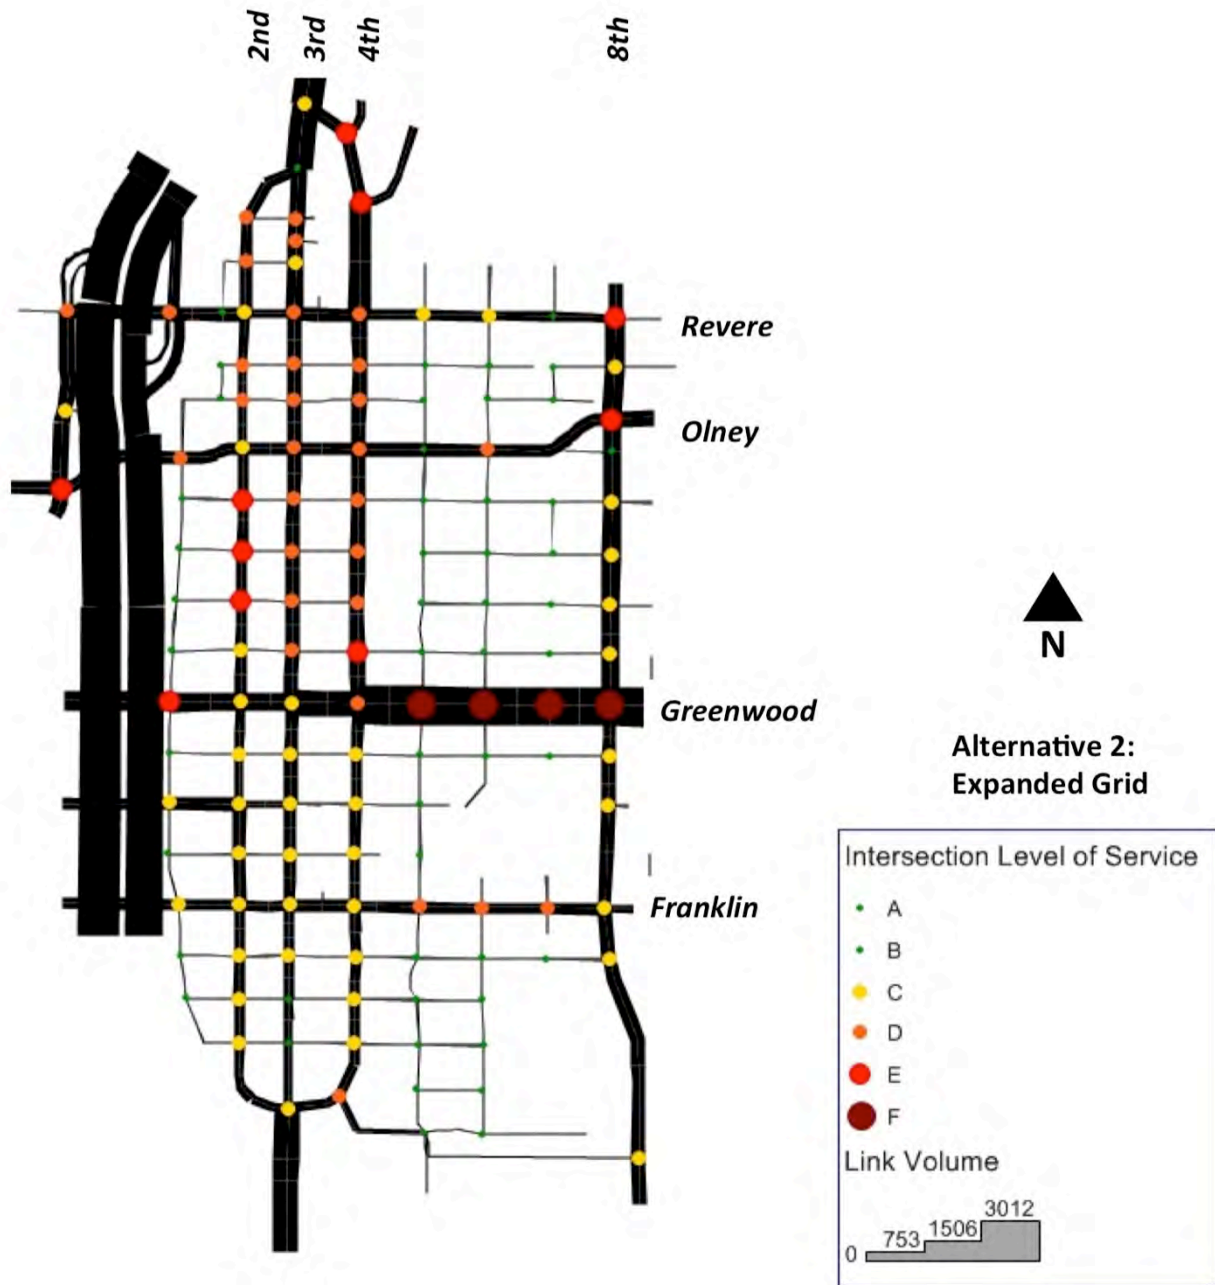 2nd
3rd
4th
8th
Revere
Olney
N
Greenwood
Alternative 2:
Expanded Grid
Intersection Level of Service
A
B
C
D
E
F
Franklin
Link Volume
3012
1506
753
0